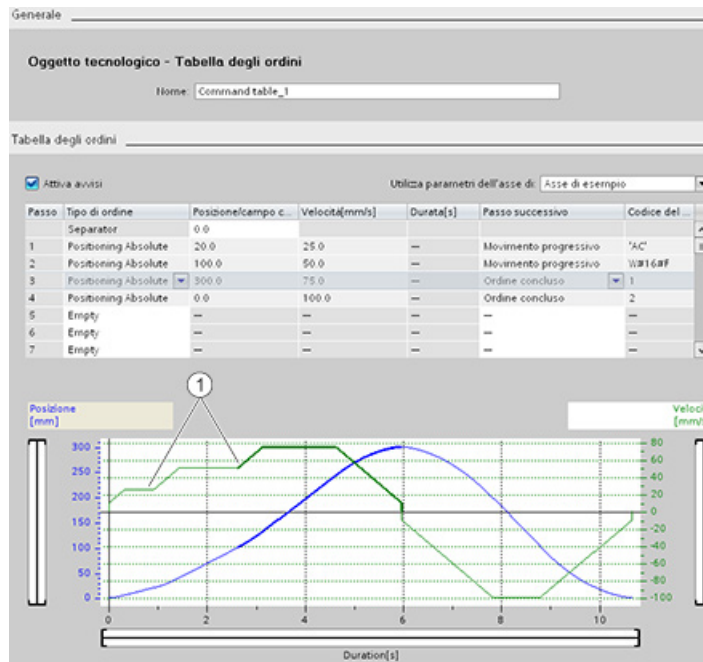 Generale
Oggetto tecnologico - Tabella degli ordini
Nome: Command table_1
Tabella degli ordini
Attiva avvisi Utilizza parametri dell'asse di: Asse di esempio
Passo Tipo di ordine Posizione/campo c... Velocità[mm/s] Durata[s] Passo successivo Codice del ...
Separator 0.0
1 Positioning Absolute 20.0 25.0 — Movimento progressivo 'AC'
2 Positioning Absolute 100.0 50.0 — Movimento progressivo W#16#F
3 Positioning Absolute 300.0 75.0 — Ordine concluso 1
4 Positioning Absolute 0.0 100.0 — Ordine concluso 2
5 Empty — — — — —
6 Empty — — — — —
7 Empty — — — — —
1
Posizione [mm]
Veloci
[mm/s
300 80
250 60
200 40
150 20
100 0
50 -20
0 -40
-60
-80
-100
0 2 4 6 8 10
Duration[s]